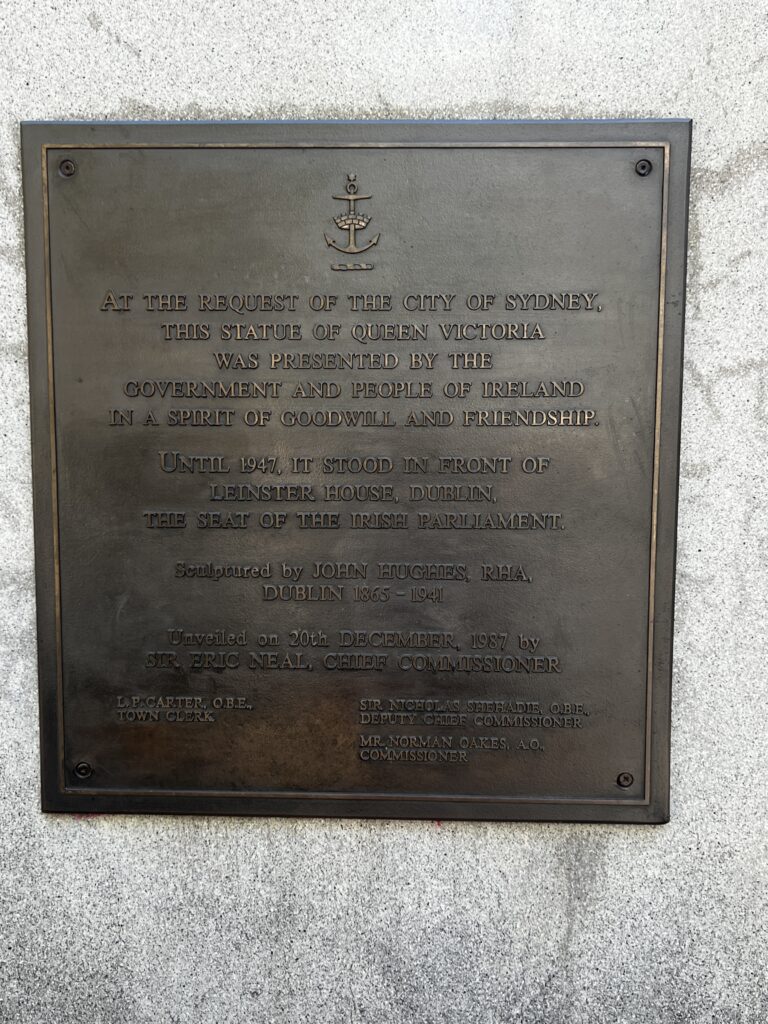 AT THE REQUEST OF THE CITY OF SYDNEY,
THIS STATUE OF QUEEN VICTORIA
WAS PRESENTED BY THE
GOVERNMENT AND PEOPLE OF IRELAND
IN A SPIRIT OF GOODWILL AND FRIENDSHIP.
UNTIL 1947, IT STOOD IN FRONT OF
LEINSTER HOUSE, DUBLIN,
THE SEAT OF THE IRISH PARLIAMENT.
Sculptured by JOHN HUGHES, RHA,
DUBLIN 1865 - 1941
Unveiled on 20th DECEMBER, 1987 by
SIR ERIC NEAL, CHIEF COMMISSIONER
L. P. CARTER, O.B.E.,
TOWN CLERK.
SIR NICHOLAS SHEHADIE, O.B.E.,
DEPUTY CHIEF COMMISSIONER
MR. NORMAN OAKES, A.O.,
COMMISSIONER